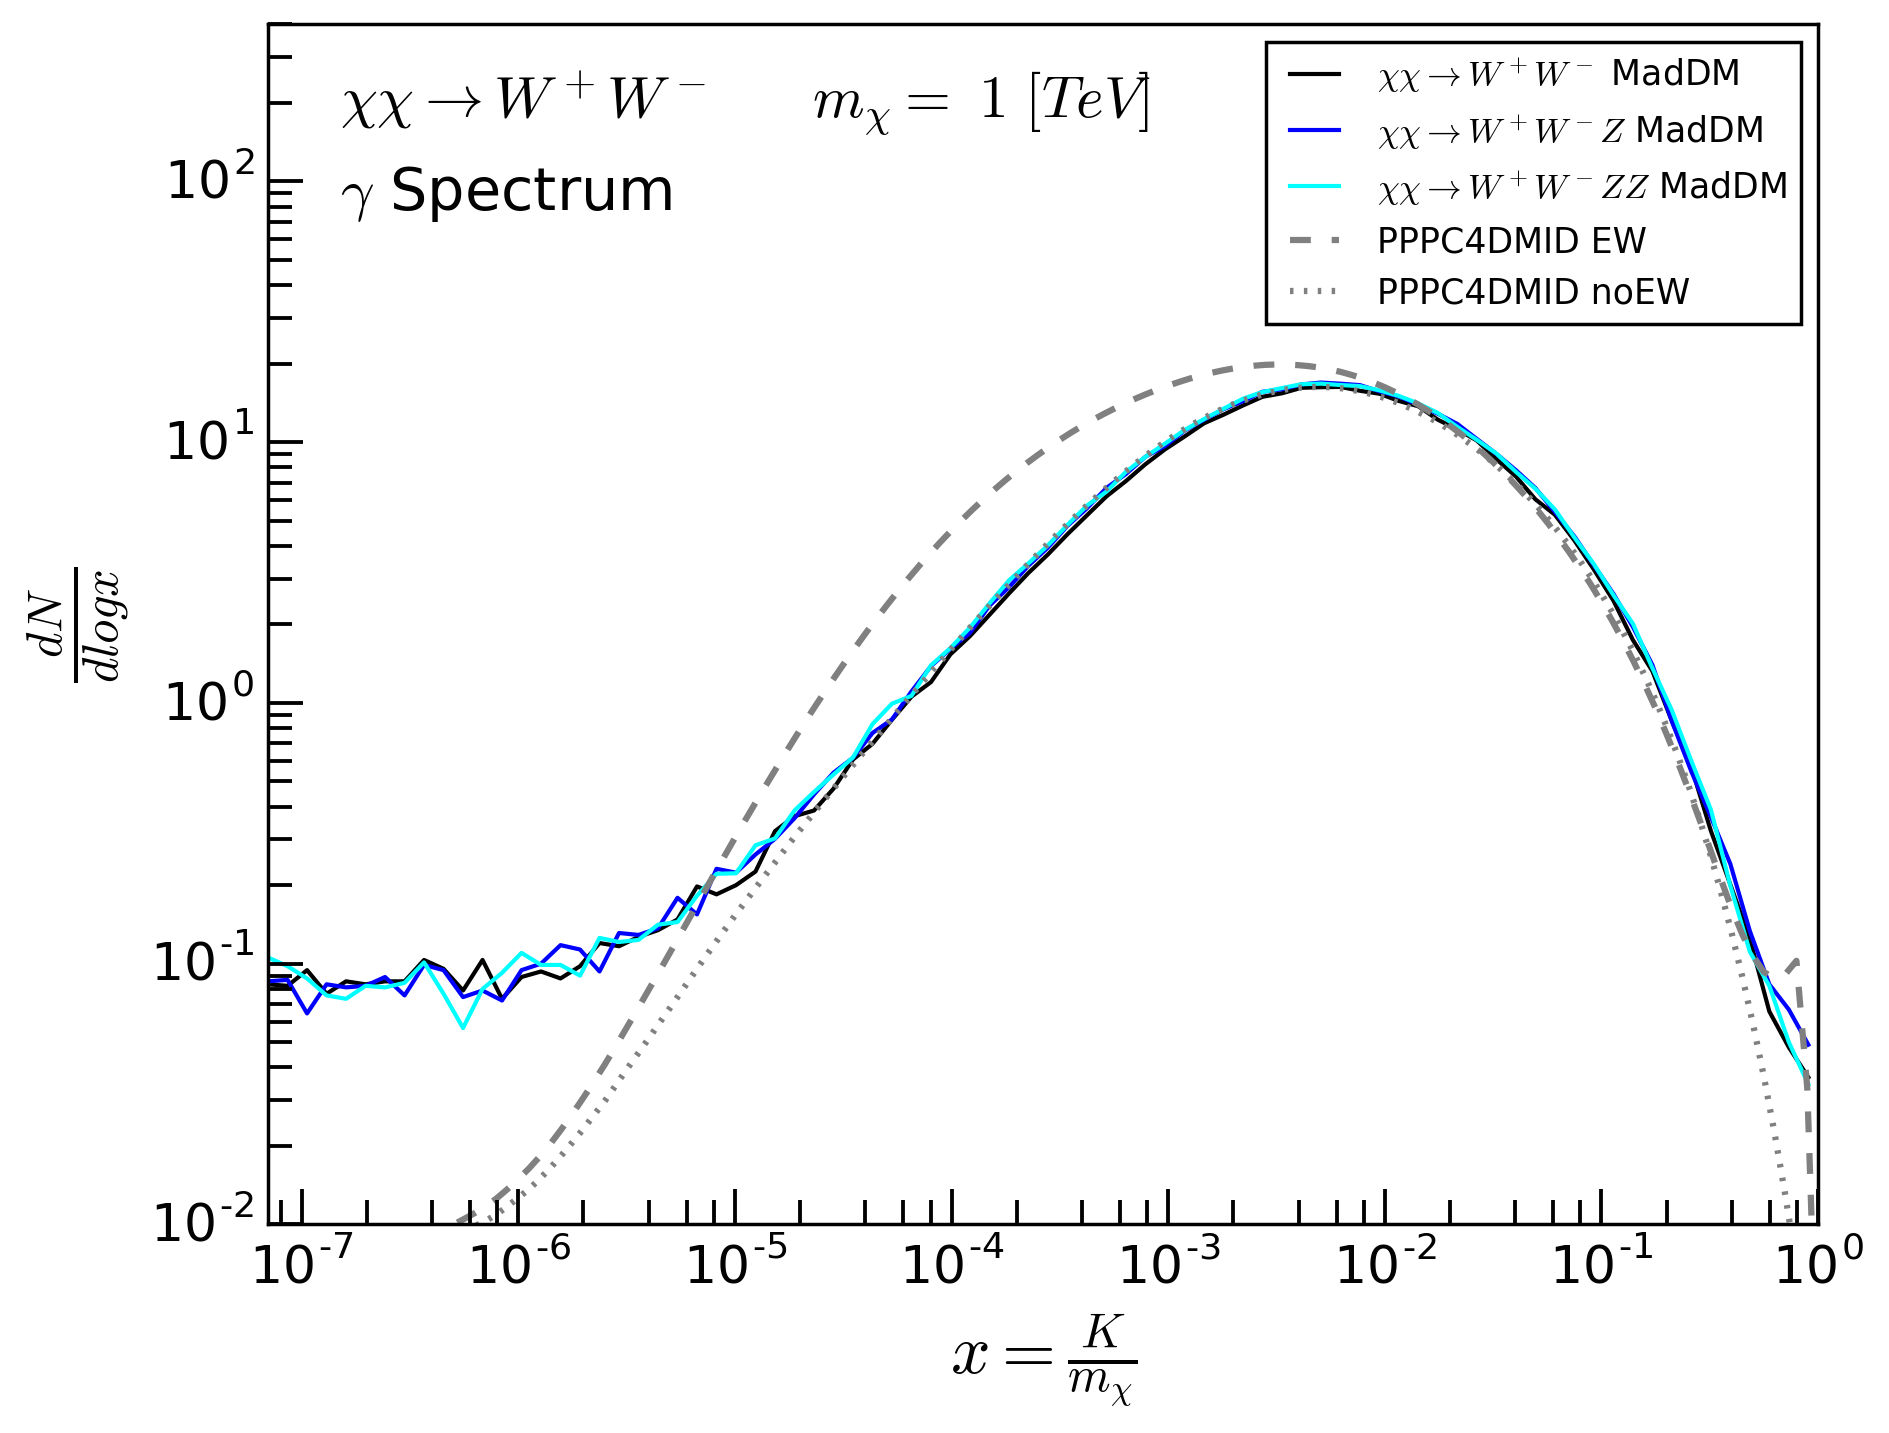 χχ → W⁺W⁻ m_χ = 1 [TeV]
γ Spectrum
χχ → W⁺W⁻ MadDM
χχ → W⁺W⁻Z MadDM
χχ → W⁺W⁻ZZ MadDM
PPPC4DMID EW
PPPC4DMID noEW
dN
dlogx
10²
10¹
10⁰
10⁻¹
10⁻²
10⁻⁷ 10⁻⁶ 10⁻⁵ 10⁻⁴ 10⁻³ 10⁻² 10⁻¹ 10⁰
x = K/m_χ